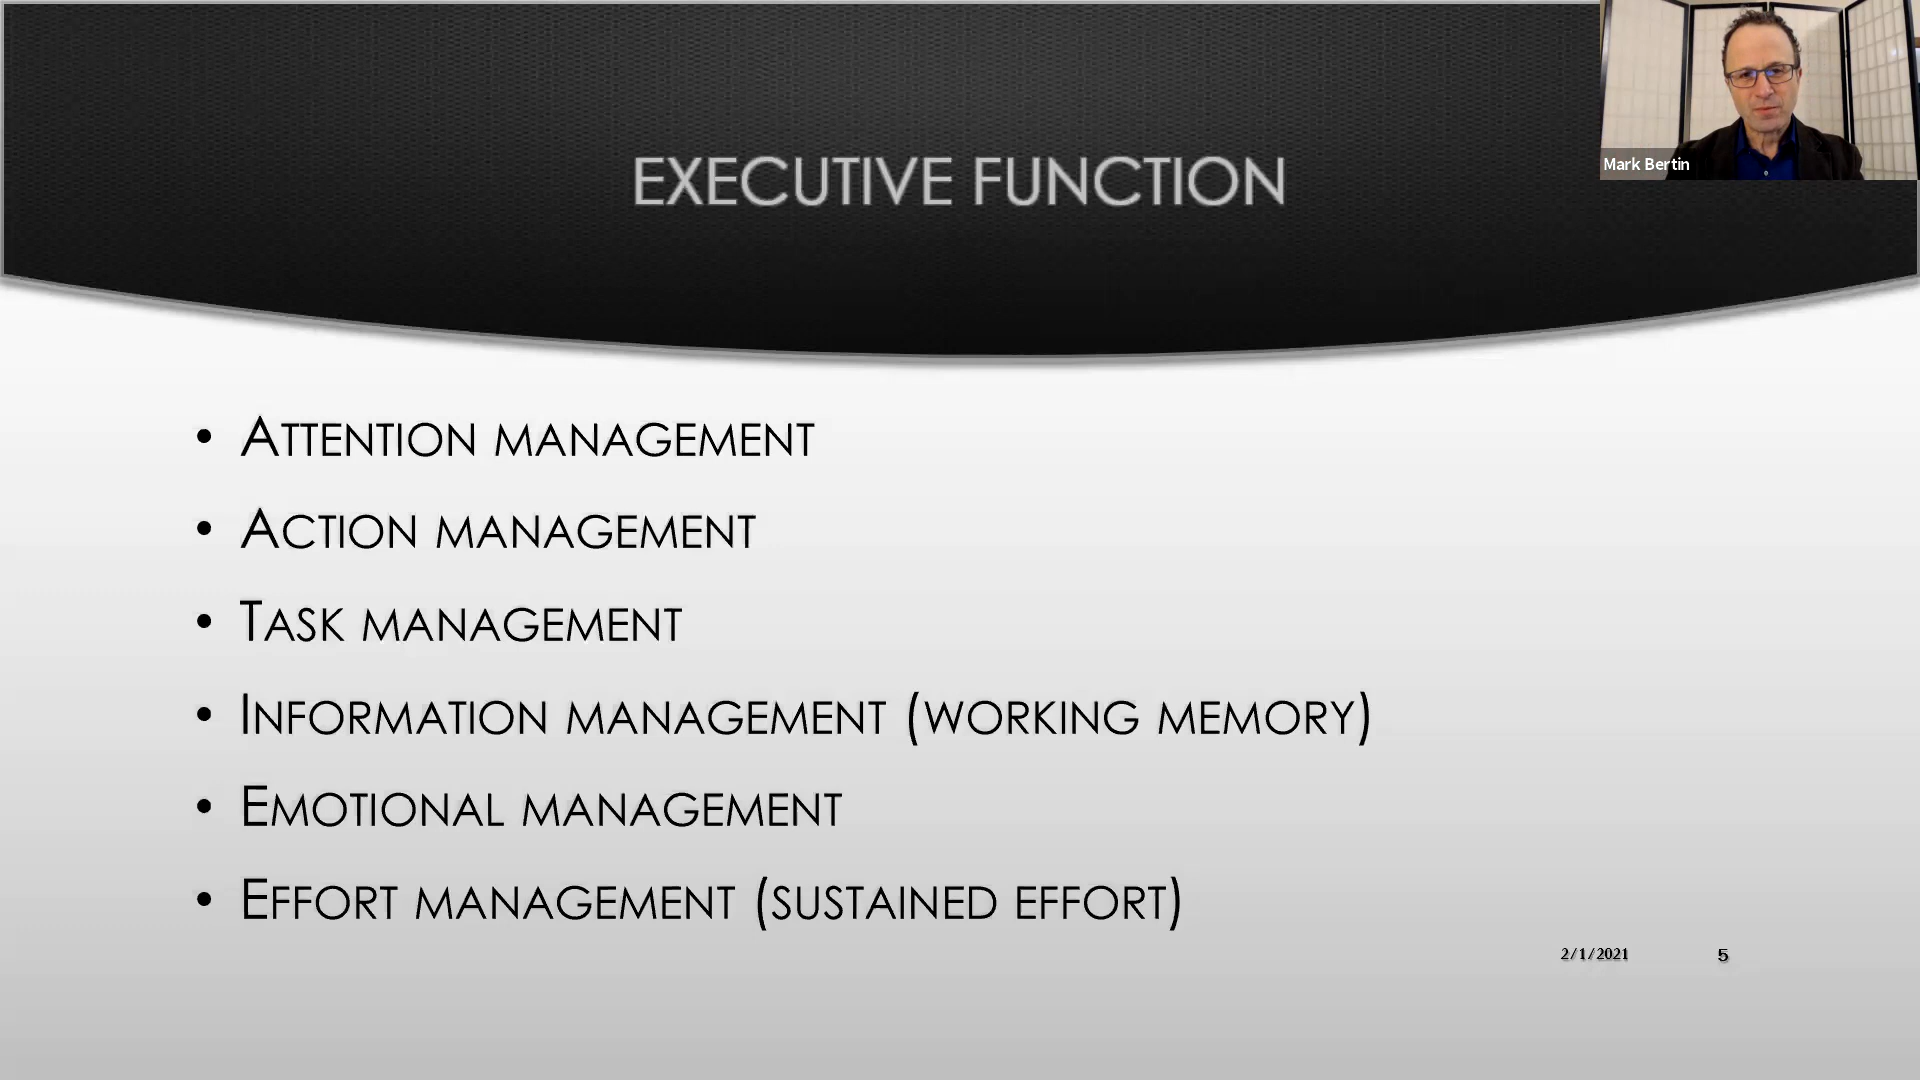 Mark Bertin
EXECUTIVE FUNCTION
• ATTENTION MANAGEMENT
• ACTION MANAGEMENT
• TASK MANAGEMENT
• INFORMATION MANAGEMENT (WORKING MEMORY)
• EMOTIONAL MANAGEMENT
• EFFORT MANAGEMENT (SUSTAINED EFFORT)
2/1/2021 5